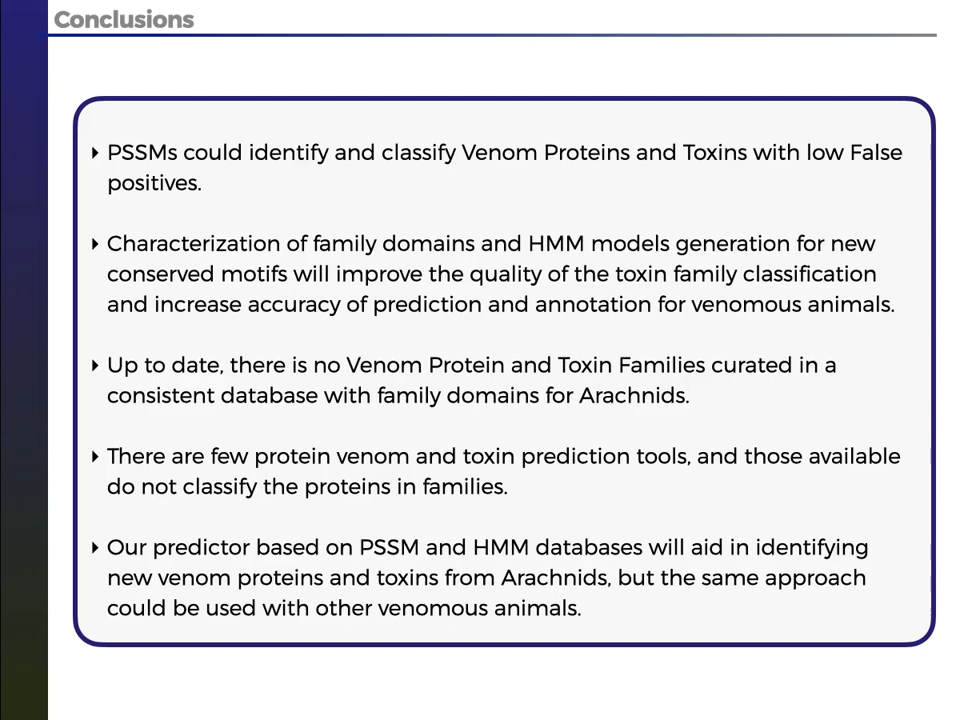 Conclusions
PSSMs could identify and classify Venom Proteins and Toxins with low False
positives.
Characterization of family domains and HMM models generation for new
conserved motifs will improve the quality of the toxin family classification
and increase accuracy of prediction and annotation for venomous animals.
Up to date, there is no Venom Protein and Toxin Families curated in a
consistent database with family domains for Arachnids.
There are few protein venom and toxin prediction tools, and those available
do not classify the proteins in families.
Our predictor based on PSSM and HMM databases will aid in identifying
new venom proteins and toxins from Arachnids, but the same approach
could be used with other venomous animals.